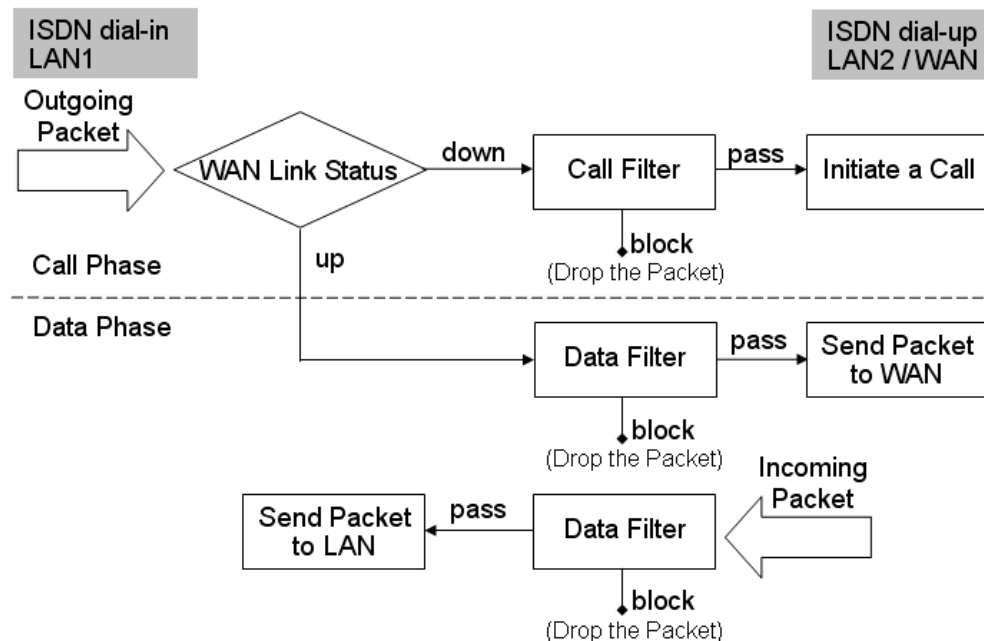 ISDN dial-in
LAN1
ISDN dial-up
LAN2 / WAN
Outgoing
Packet
WAN Link Status
down
Call Filter
pass
Initiate a Call
block
(Drop the Packet)
up
Call Phase
Data Phase
Data Filter
pass
Send Packet
to WAN
block
(Drop the Packet)
Incoming
Packet
Send Packet
to LAN
pass
Data Filter
block
(Drop the Packet)